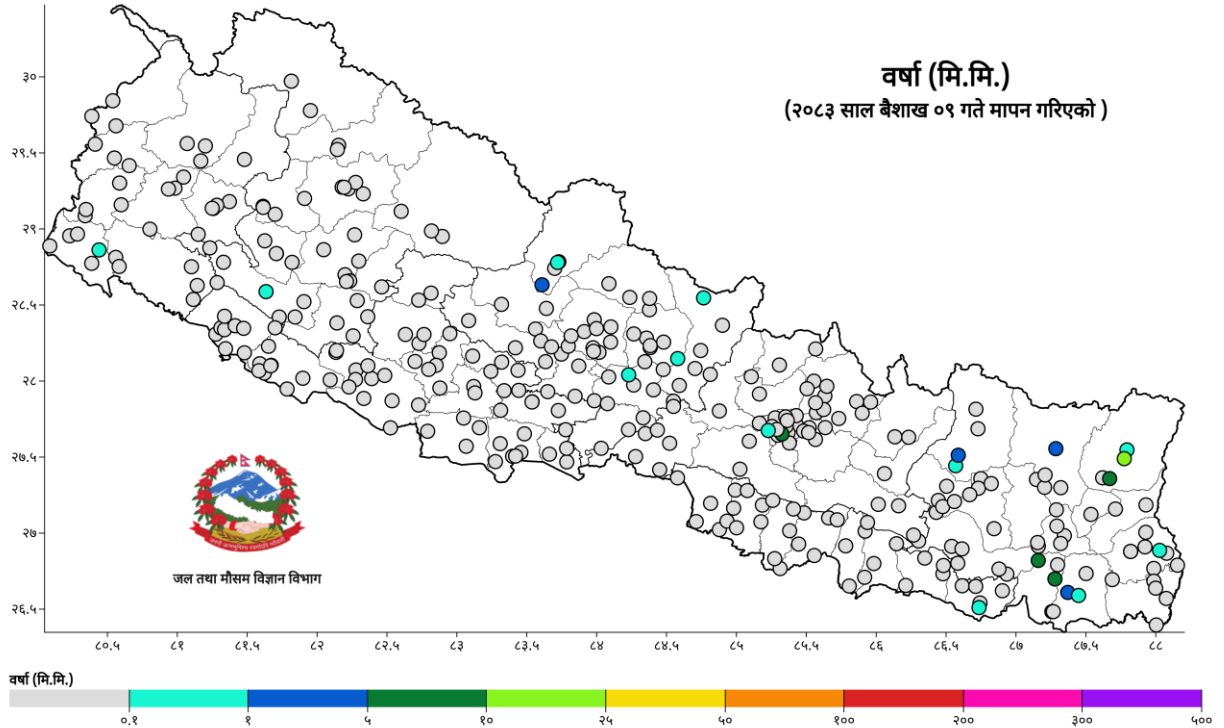 वर्षा (मि.मि.)
(२०८३ साल बैशाख ०९ गते मापन गरिएको )
३०
२९.५
२९
२८.५
२८
२७.५
२७
२६.५
८०.५ ८१ ८१.५ ८२ ८२.५ ८३ ८३.५ ८४ ८४.५ ८५ ८५.५ ८६ ८६.५ ८७ ८७.५ ८८
जल तथा मौसम विज्ञान विभाग
वर्षा (मि.मि.)
०.१ १ ५ १० २५ ५० १०० २०० ३०० ५००